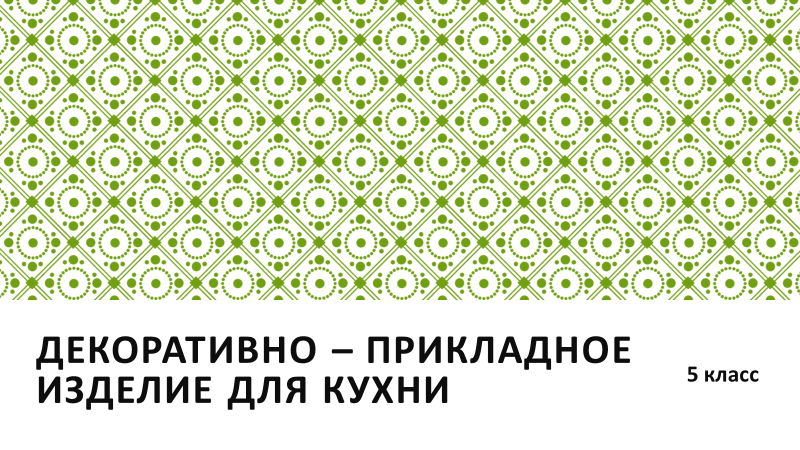 ДЕКОРАТИВНО – ПРИКЛАДНОЕ
ИЗДЕЛИЕ ДЛЯ КУХНИ
5 класс